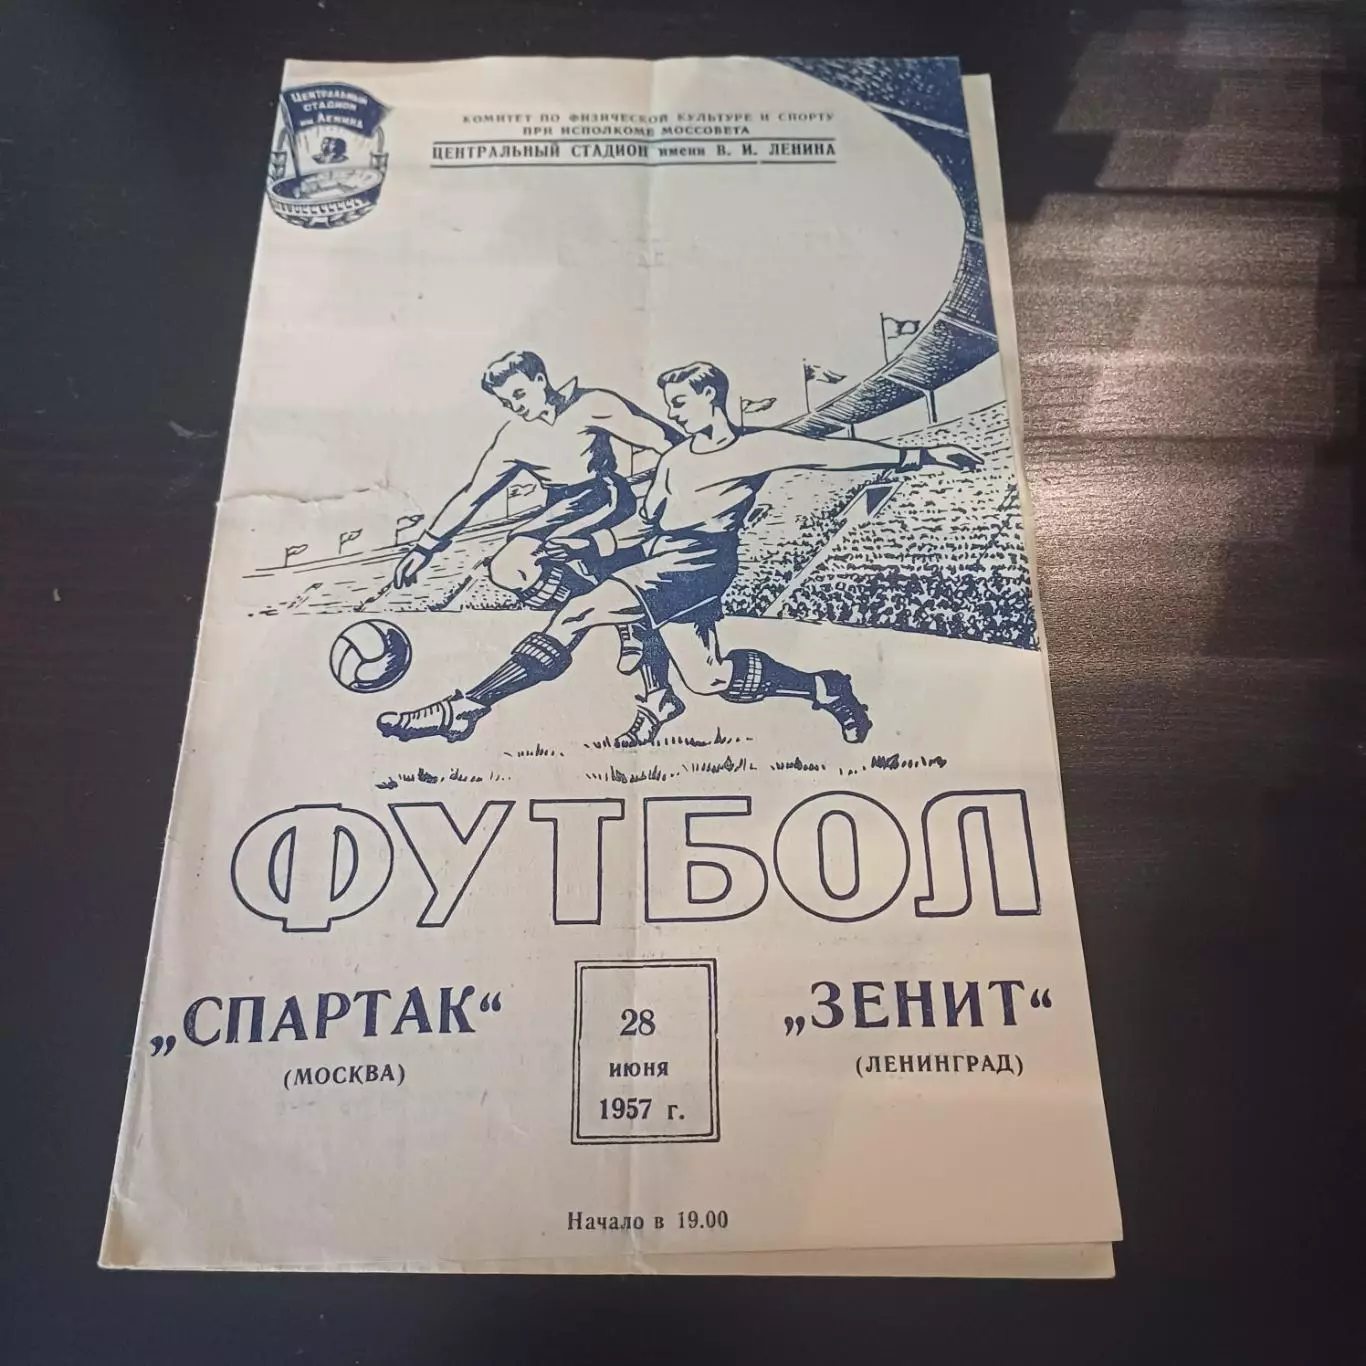 ЦЕНТРАЛЬНЫЙ
СТАДИОН
им. ЛЕНИНА
КОМИТЕТ ПО ФИЗИЧЕСКОЙ КУЛЬТУРЕ И СПОРТУ
ПРИ ИСПОЛКОМЕ МОССОВЕТА
ЦЕНТРАЛЬНЫЙ СТАДИОН имени В. И. ЛЕНИНА
ФУТБОЛ
„СПАРТАК“
(МОСКВА)
28
ИЮНЯ
1957 г.
„ЗЕНИТ“
(ЛЕНИНГРАД)
Начало в 19.00